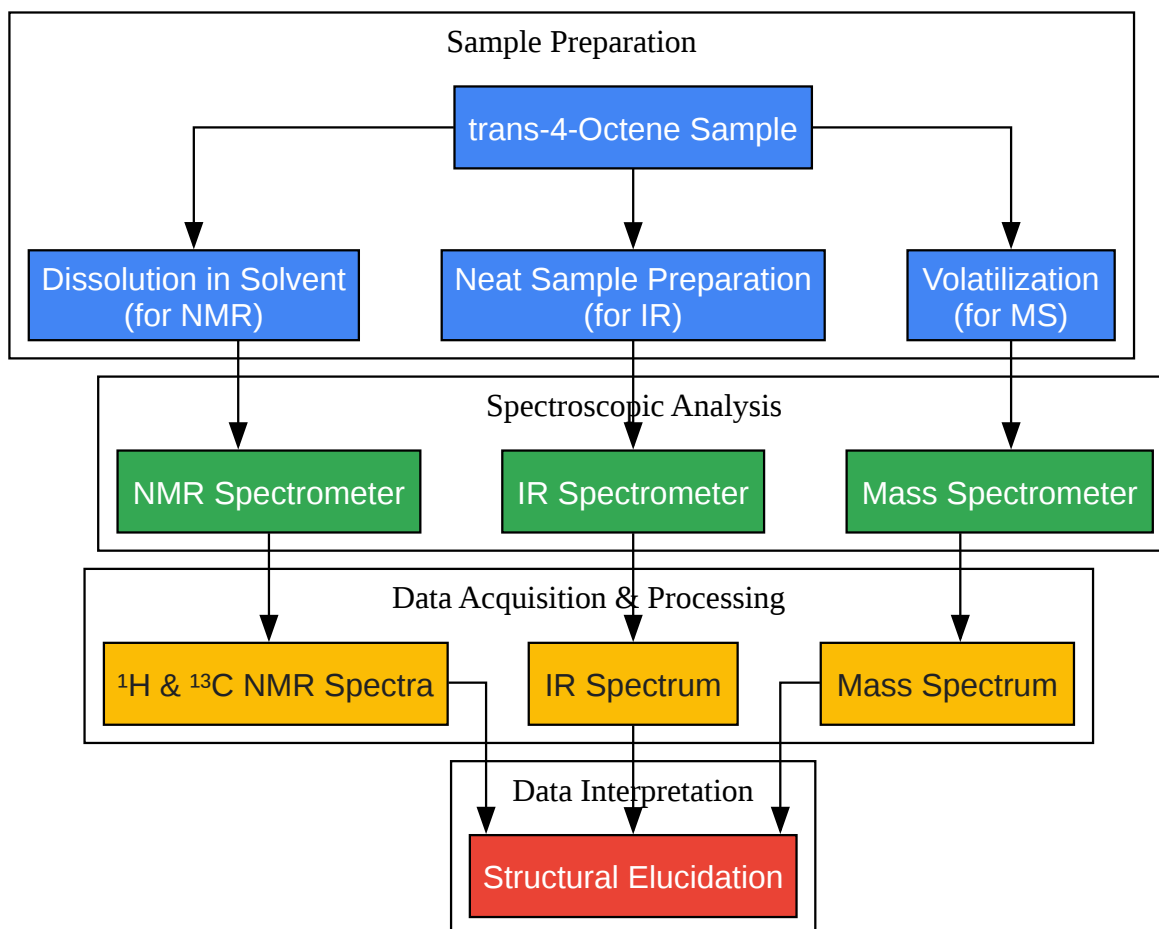 Sample Preparation
trans-4-Octene Sample
Dissolution in Solvent
(for NMR)
Neat Sample Preparation
(for IR)
Volatilization
(for MS)
Spectroscopic Analysis
NMR Spectrometer
IR Spectrometer
Mass Spectrometer
Data Acquisition & Processing
¹H & ¹³C NMR Spectra
IR Spectrum
Mass Spectrum
Data Interpretation
Structural Elucidation